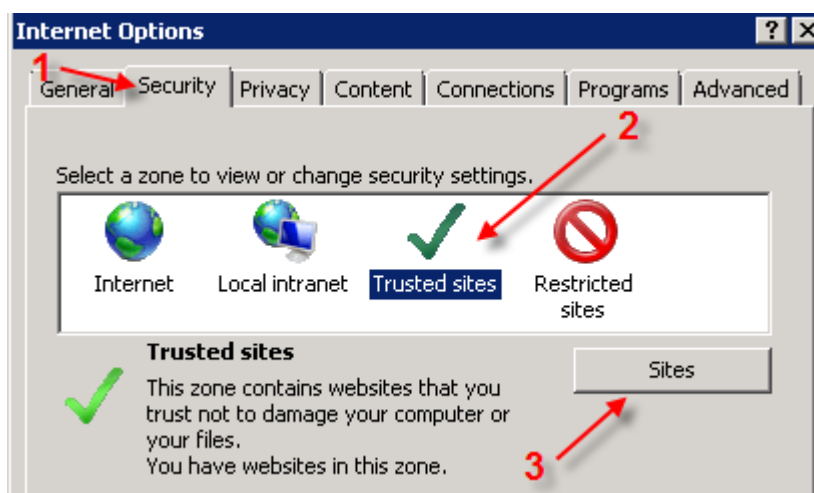 Internet Options
? X
1
General Security Privacy Content Connections Programs Advanced
2
Select a zone to view or change security settings.
Internet Local intranet Trusted sites Restricted sites
Trusted sites
Sites
This zone contains websites that you
trust not to damage your computer or
your files.
You have websites in this zone.
3